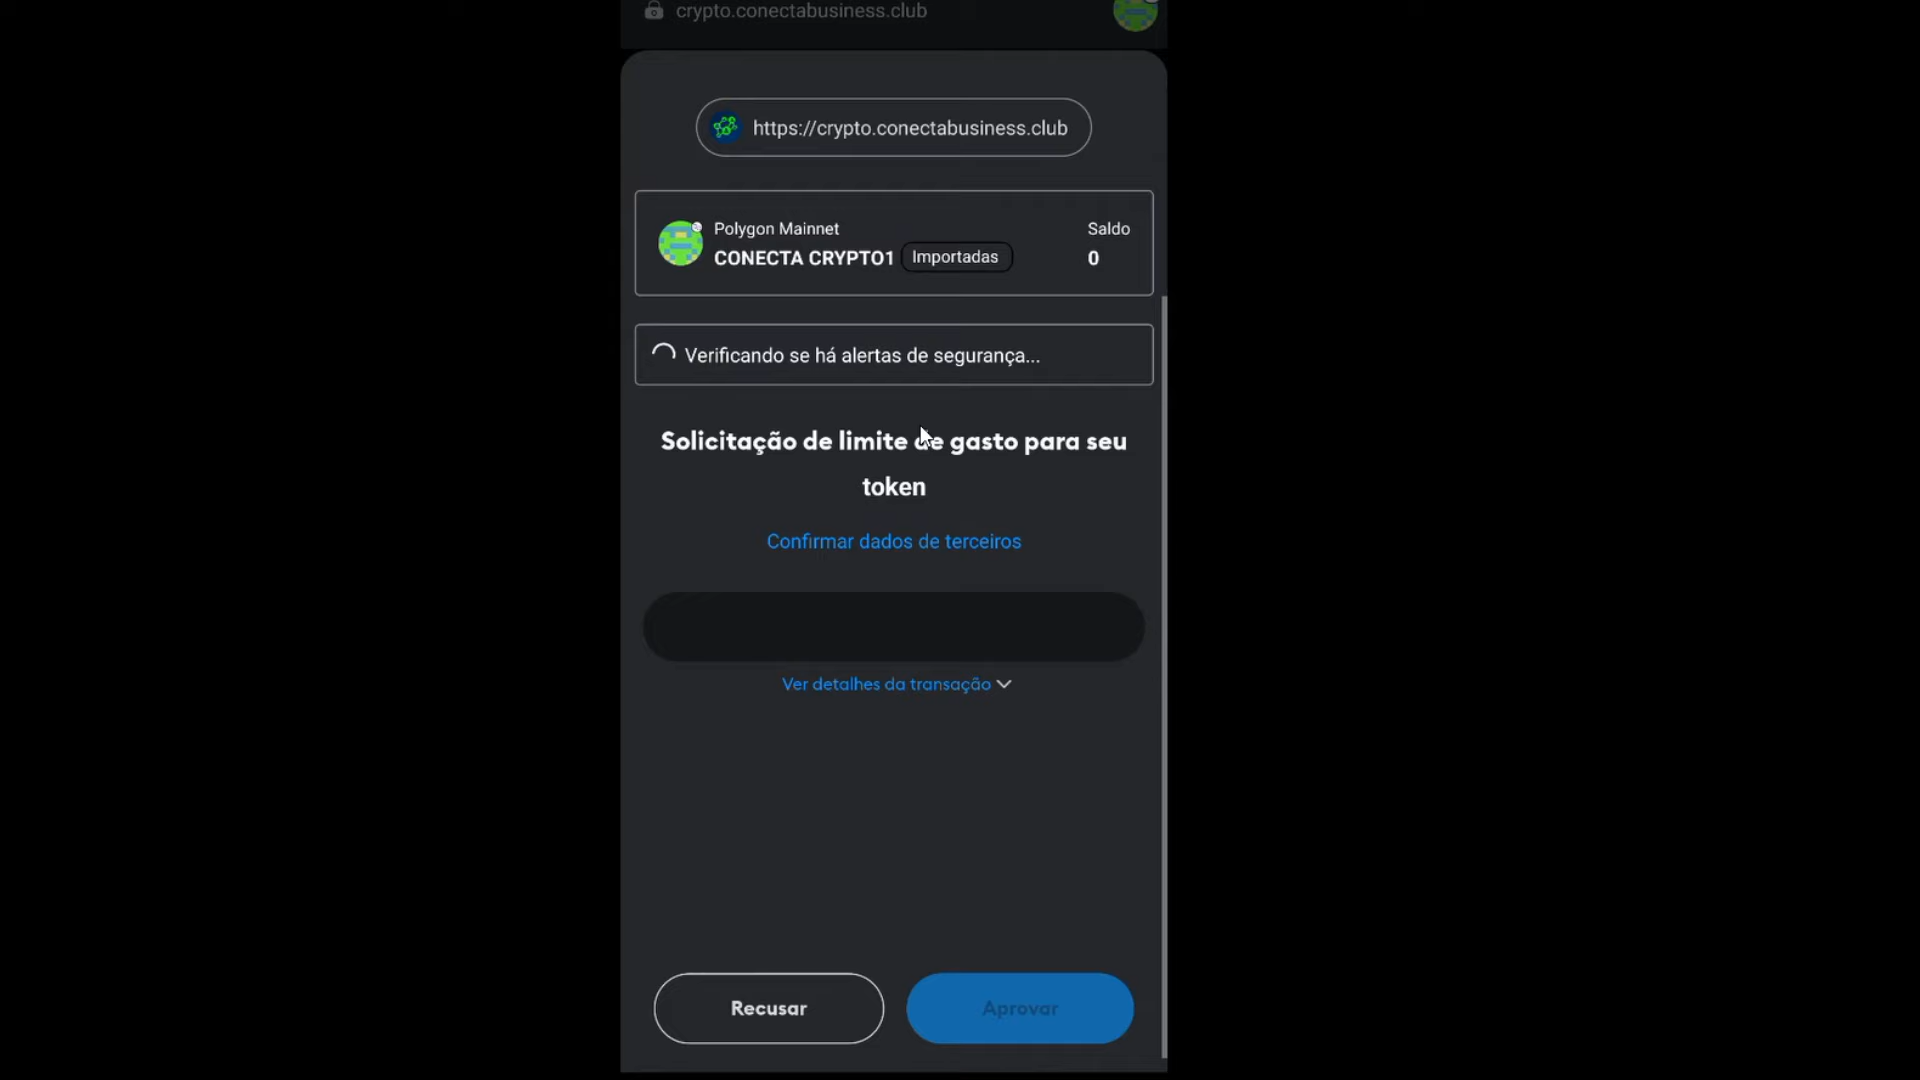 crypto.conectabusiness.club
https://crypto.conectabusiness.club
Polygon Mainnet
Saldo
CONECTA CRYPTO1
Importadas
0
Verificando se há alertas de segurança...
Solicitação de limite de gasto para seu
token
Confirmar dados de terceiros
Ver detalhes da transação
Recusar
Aprovar